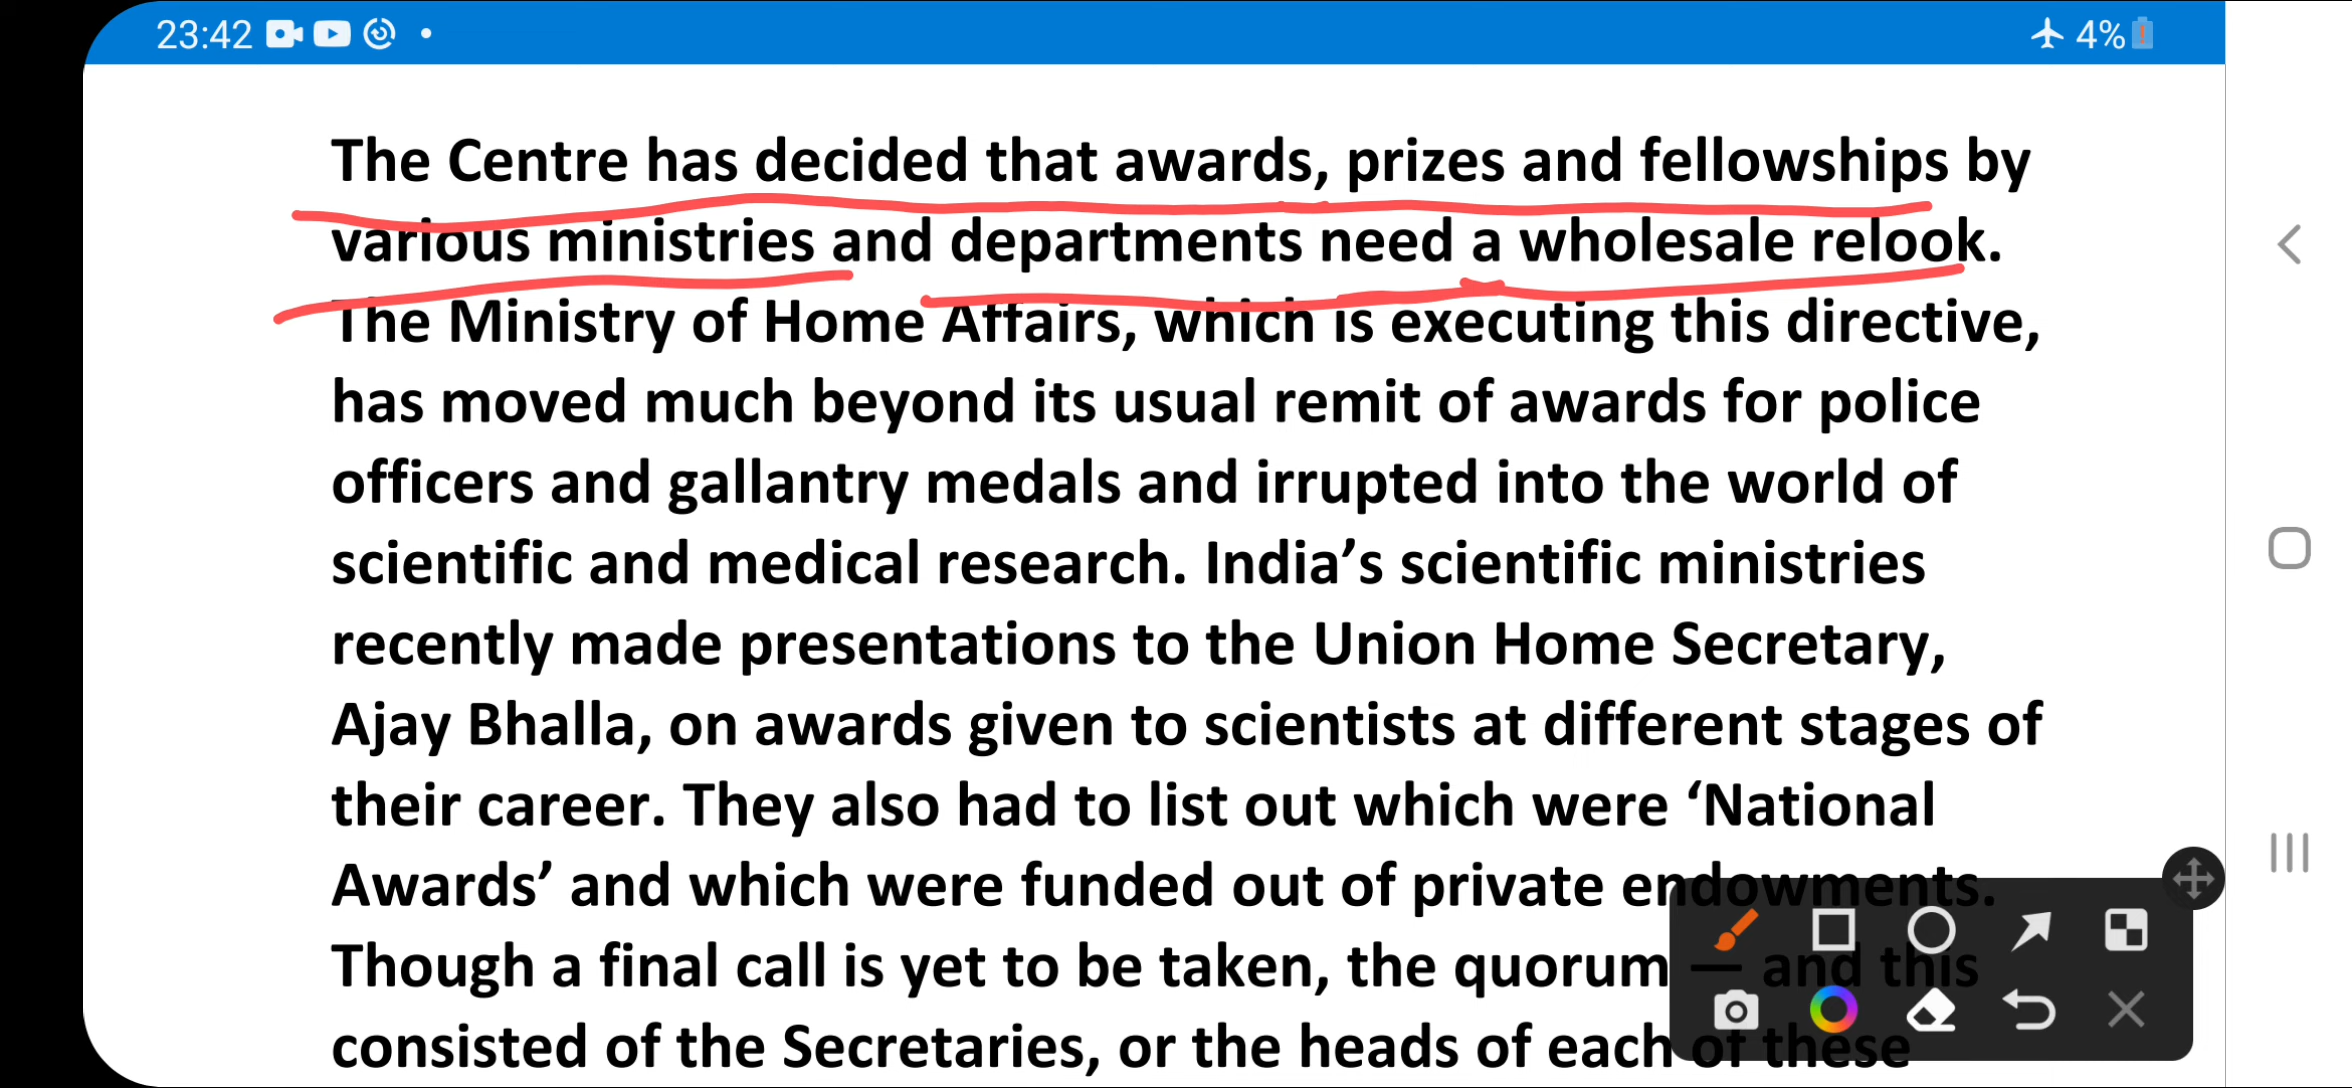 23:42
4%
The Centre has decided that awards, prizes and fellowships by
various ministries and departments need a wholesale relook.
The Ministry of Home Affairs, which is executing this directive,
has moved much beyond its usual remit of awards for police
officers and gallantry medals and irrupted into the world of
scientific and medical research. India’s scientific ministries
recently made presentations to the Union Home Secretary,
Ajay Bhalla, on awards given to scientists at different stages of
their career. They also had to list out which were ‘National
Awards’ and which were funded out of private endowments.
Though a final call is yet to be taken, the quorum — and this
consisted of the Secretaries, or the heads of each of these